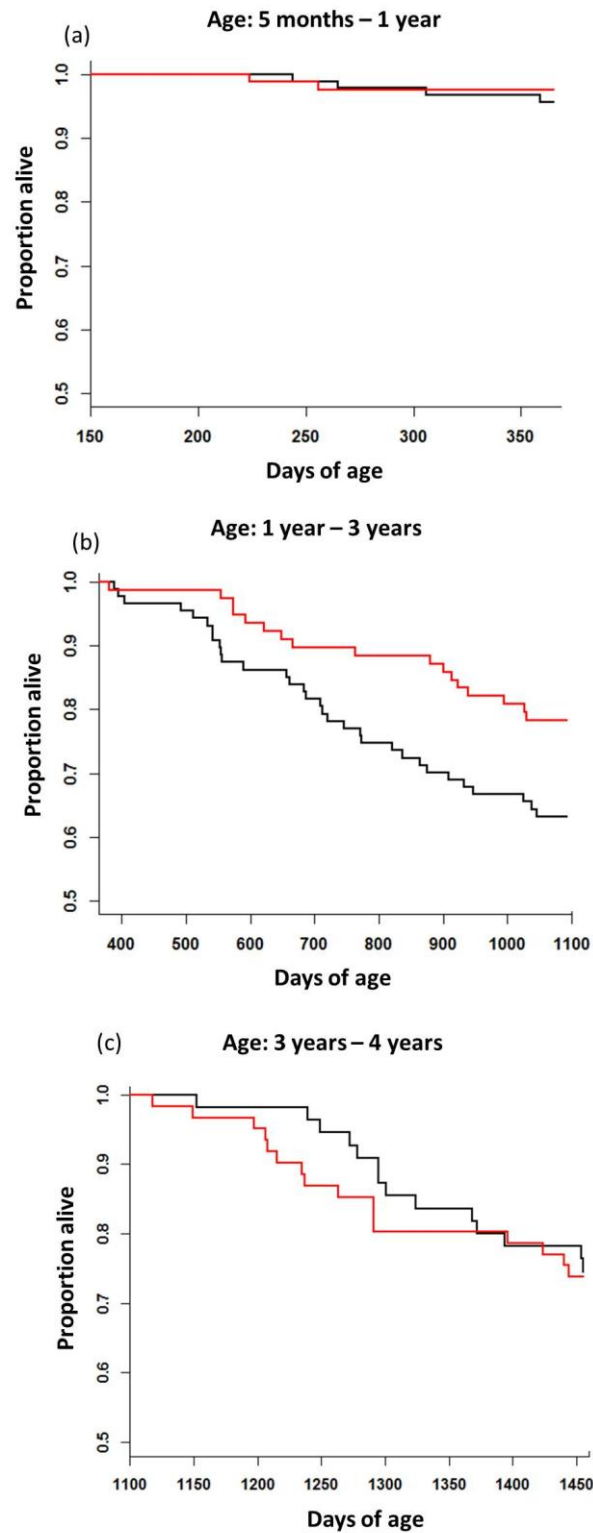 (a)
Age: 5 months – 1 year
Proportion alive
1.0
0.9
0.8
0.7
0.6
0.5
150 200 250 300 350
Days of age
(b)
Age: 1 year – 3 years
Proportion alive
1.0
0.9
0.8
0.7
0.6
0.5
400 500 600 700 800 900 1000 1100
Days of age
(c)
Age: 3 years – 4 years
Proportion alive
1.0
0.9
0.8
0.7
0.6
0.5
1100 1150 1200 1250 1300 1350 1400 1450
Days of age